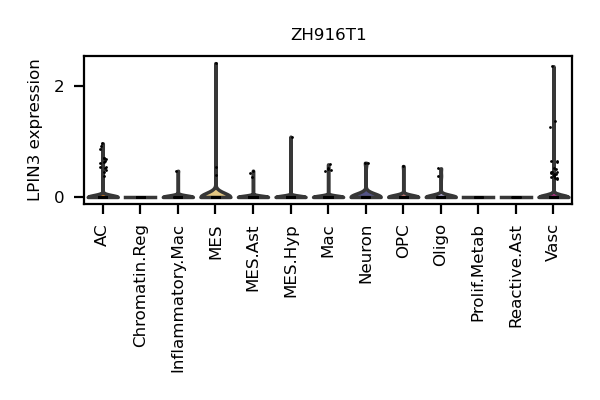 ZH916T1
LPIN3 expression
2
0
AC
Chromatin.Reg
Inflammatory.Mac
MES
MES.Ast
MES.Hyp
Mac
Neuron
OPC
Oligo
Prolif.Metab
Reactive.Ast
Vasc